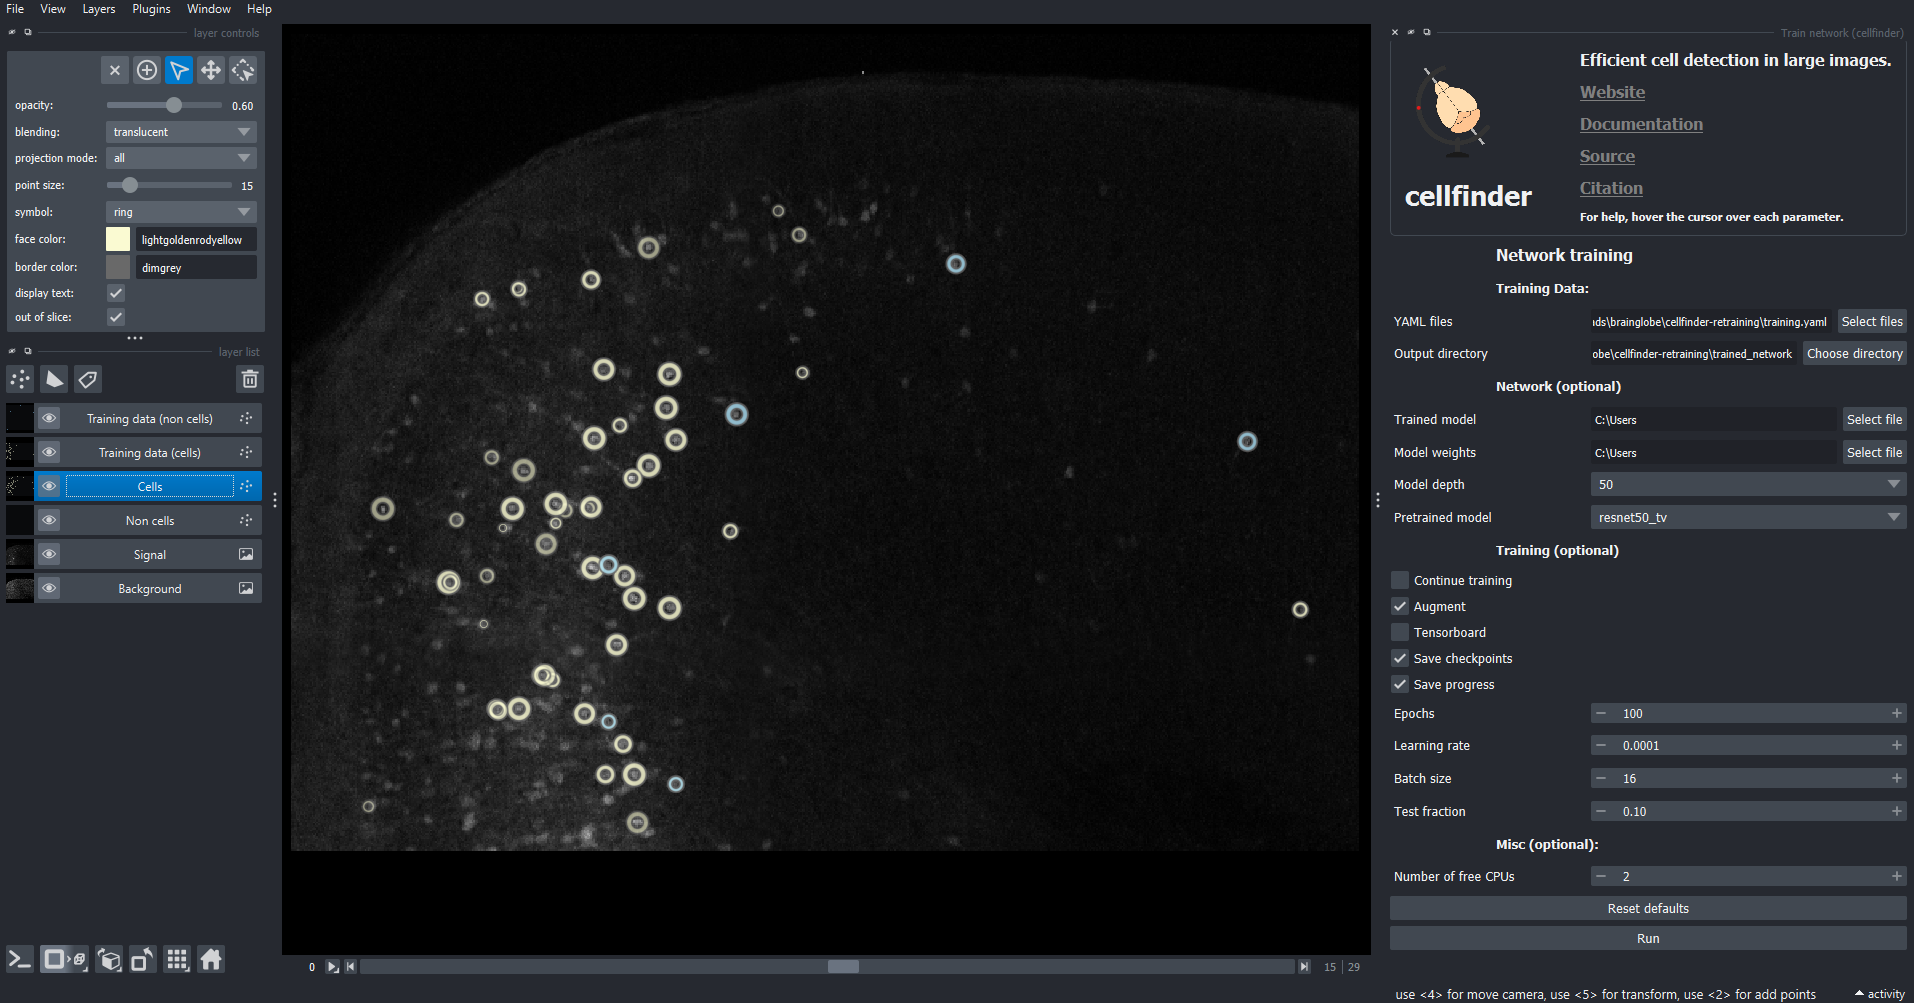 File View Layers Plugins Window Help
layer controls
opacity: 0.60
blending: translucent
projection mode: all
point size: 15
symbol: ring
face color: lightgoldenrodyellow
border color: dimgrey
display text:
out of slice:
layer list
Training data (non cells)
Training data (cells)
Cells
Non cells
Signal
Background
0 15 29
Train network (cellfinder)
cellfinder
Efficient cell detection in large images.
Website
Documentation
Source
Citation
For help, hover the cursor over each parameter.
Network training
Training Data:
YAML files ıds\brainglobe\cellfinder-retraining\training.yaml Select files
Output directory obe\cellfinder-retraining\trained_network Choose directory
Network (optional)
Trained model C:\Users Select file
Model weights C:\Users Select file
Model depth 50
Pretrained model resnet50_tv
Training (optional)
Continue training
Augment
Tensorboard
Save checkpoints
Save progress
Epochs 100
Learning rate 0.0001
Batch size 16
Test fraction 0.10
Misc (optional):
Number of free CPUs 2
Reset defaults
Run
use <4> for move camera, use <5> for transform, use <2> for add points activity